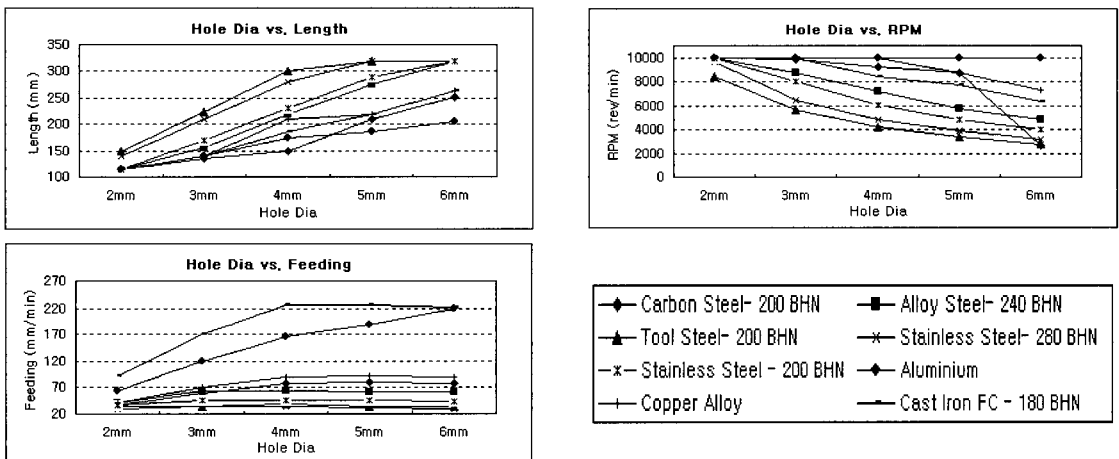 Hole Dia vs. Length
Length (mm)
350
300
250
200
150
100
2mm 3mm 4mm 5mm 6mm
Hole Dia
Hole Dia vs. RPM
RPM (rev/min)
10000
8000
6000
4000
2000
0
2mm 3mm 4mm 5mm 6mm
Hole Dia
Hole Dia vs. Feeding
Feeding (mm/min)
270
220
170
120
70
20
2mm 3mm 4mm 5mm 6mm
Hole Dia
Carbon Steel- 200 BHN
Alloy Steel- 240 BHN
Tool Steel- 200 BHN
Stainless Steel- 280 BHN
Stainless Steel - 200 BHN
Aluminium
Copper Alloy
Cast Iron FC - 180 BHN